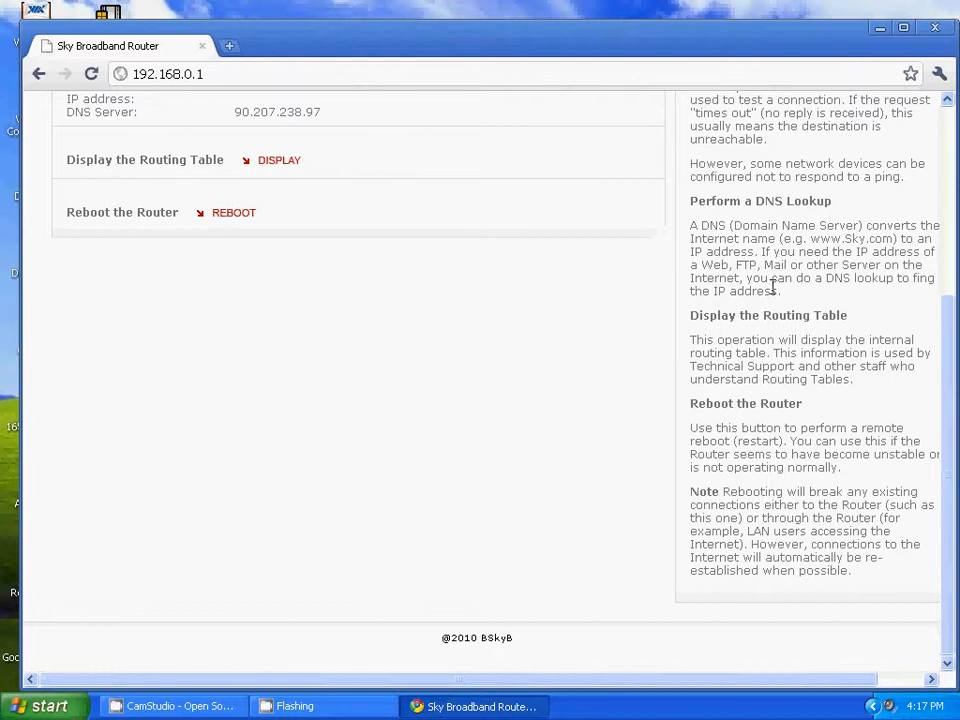 Sky Broadband Router
192.168.0.1
IP address:
DNS Server: 90.207.238.97
Display the Routing Table DISPLAY
Reboot the Router REBOOT
used to test a connection. If the request
"times out" (no reply is received), this
usually means the destination is
unreachable.
However, some network devices can be
configured not to respond to a ping.
Perform a DNS Lookup
A DNS (Domain Name Server) converts the
Internet name (e.g. www.Sky.com) to an
IP address. If you need the IP address of
a Web, FTP, Mail or other Server on the
Internet, you can do a DNS lookup to fing
the IP address.
Display the Routing Table
This operation will display the internal
routing table. This information is used by
Technical Support and other staff who
understand Routing Tables.
Reboot the Router
Use this button to perform a remote
reboot (restart). You can use this if the
Router seems to have become unstable or
is not operating normally.
Note Rebooting will break any existing
connections either to the Router (such as
this one) or through the Router (for
example, LAN users accessing the
Internet). However, connections to the
Internet will automatically be re-
established when possible.
@2010 BSkyB
start
CamStudio - Open So...
Flashing
Sky Broadband Route...
4:17 PM